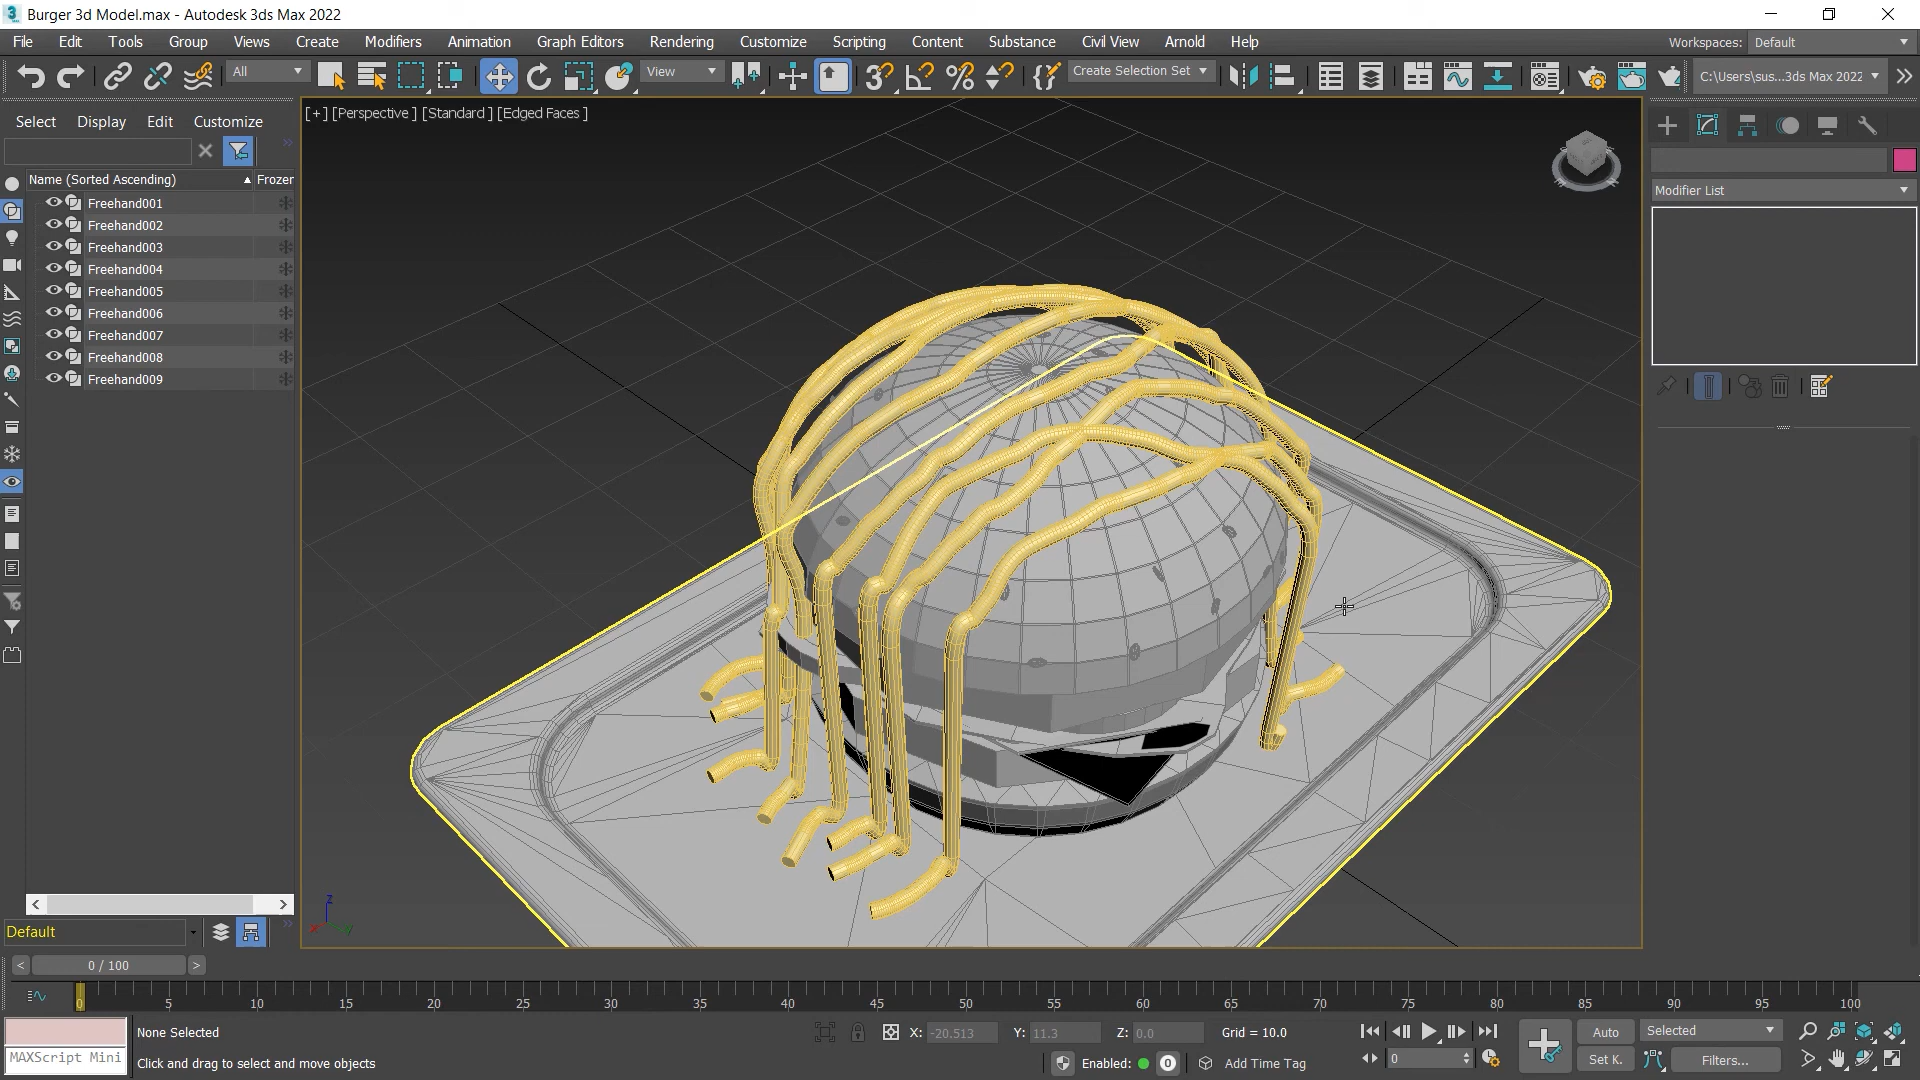 Burger 3d Model.max - Autodesk 3ds Max 2022
File Edit Tools Group Views Create Modifiers Animation Graph Editors Rendering Customize Scripting Content Substance Civil View Arnold Help Workspaces: Default
All View Create Selection Set C:\Users\sus...3ds Max 2022
Select Display Edit Customize
[+] [Perspective ] [Standard ] [Edged Faces ]
Name (Sorted Ascending) Frozen
Modifier List
Freehand001
Freehand002
Freehand003
Freehand004
Freehand005
Freehand006
Freehand007
Freehand008
Freehand009
z
x y
Default
0 / 100
0 5 10 15 20 25 30 35 40 45 50 55 60 65 70 75 80 85 90 95 100
None Selected X: -20.513 Y: 11.3 Z: 0.0 Grid = 10.0 Auto Selected
MAXScript Mini Click and drag to select and move objects Enabled: 0 Add Time Tag 0 Set K. Filters...